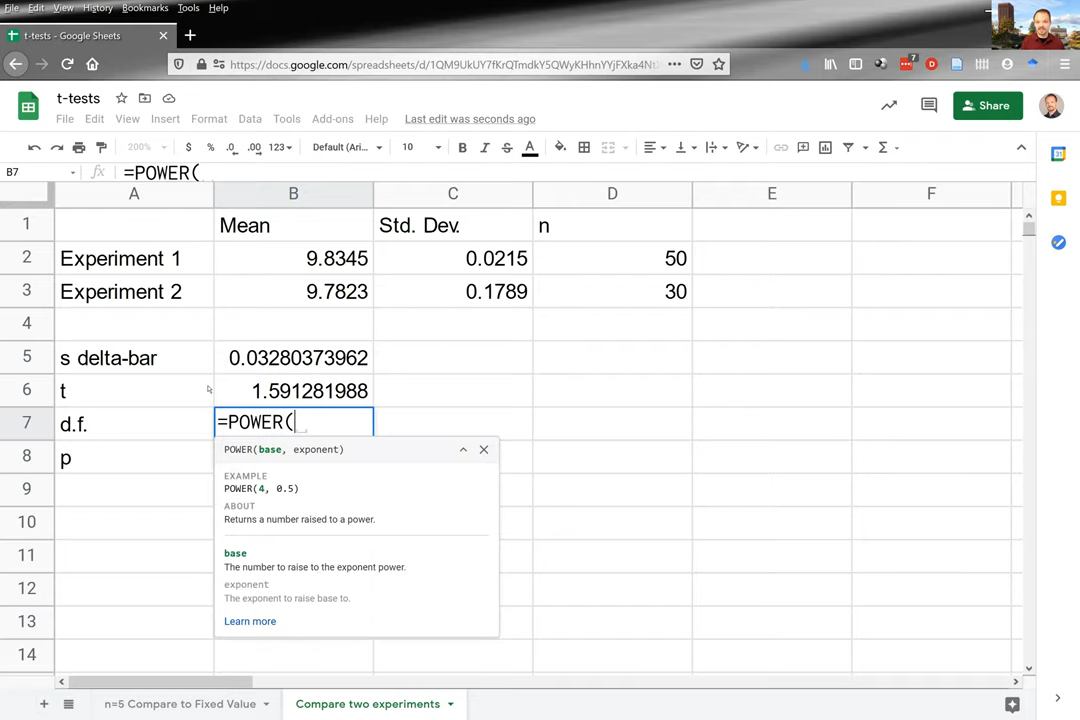 File Edit View History Bookmarks Tools Help
t-tests - Google Sheets
https://docs.google.com/spreadsheets/d/1QM9UkUY7fKrQTmdkY5QWyKHhnYYjFXka4Nt
7
t-tests
File Edit View Insert Format Data Tools Add-ons Help Last edit was seconds ago
Share
200% $ % .0 .00 123 Default (Ari... 10 B I S A
B7 fx =POWER(
A B C D E F
1 Mean Std. Dev. n
2 Experiment 1 9.8345 0.0215 50
3 Experiment 2 9.7823 0.1789 30
4
5 s delta-bar 0.03280373962
6 t 1.591281988
7 d.f. =POWER(
8 p
POWER(base, exponent)
EXAMPLE
9
POWER(4, 0.5)
ABOUT
10 Returns a number raised to a power.
11 base
The number to raise to the exponent power.
12 exponent
The exponent to raise base to.
13 Learn more
14
n=5 Compare to Fixed Value Compare two experiments